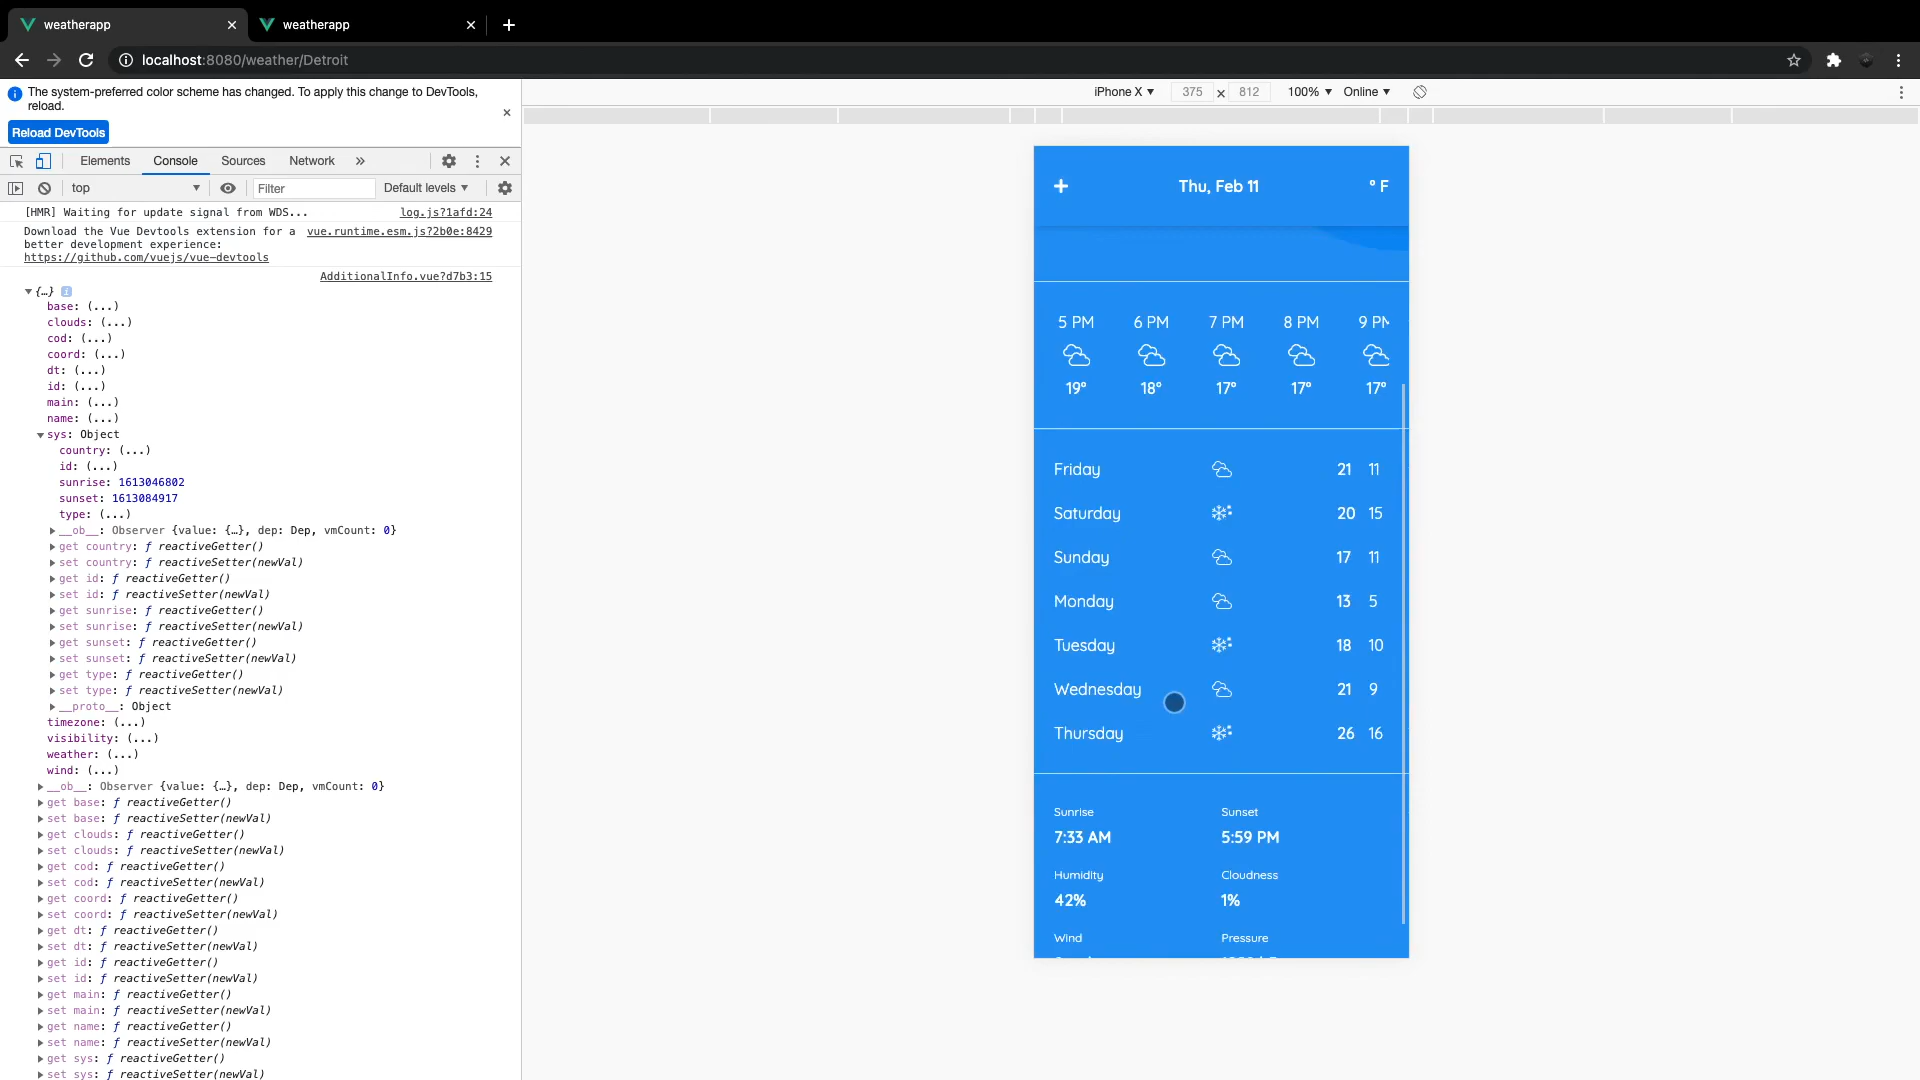 weatherapp
weatherapp
localhost:8080/weather/Detroit
The system-preferred color scheme has changed. To apply this change to DevTools,
reload.
Reload DevTools
Elements Console Sources Network »
top Filter Default levels
[HMR] Waiting for update signal from WDS... log.js?1afd:24
Download the Vue Devtools extension for a vue.runtime.esm.js?2b0e:8429
better development experience:
https://github.com/vuejs/vue-devtools
AdditionalInfo.vue?d7b3:15
{…} i
base: (...)
clouds: (...)
cod: (...)
coord: (...)
dt: (...)
id: (...)
main: (...)
name: (...)
sys: Object
country: (...)
id: (...)
sunrise: 1613046802
sunset: 1613084917
type: (...)
__ob__: Observer {value: {…}, dep: Dep, vmCount: 0}
get country: ƒ reactiveGetter()
set country: ƒ reactiveSetter(newVal)
get id: ƒ reactiveGetter()
set id: ƒ reactiveSetter(newVal)
get sunrise: ƒ reactiveGetter()
set sunrise: ƒ reactiveSetter(newVal)
get sunset: ƒ reactiveGetter()
set sunset: ƒ reactiveSetter(newVal)
get type: ƒ reactiveGetter()
set type: ƒ reactiveSetter(newVal)
__proto__: Object
timezone: (...)
visibility: (...)
weather: (...)
wind: (...)
__ob__: Observer {value: {…}, dep: Dep, vmCount: 0}
get base: ƒ reactiveGetter()
set base: ƒ reactiveSetter(newVal)
get clouds: ƒ reactiveGetter()
set clouds: ƒ reactiveSetter(newVal)
get cod: ƒ reactiveGetter()
set cod: ƒ reactiveSetter(newVal)
get coord: ƒ reactiveGetter()
set coord: ƒ reactiveSetter(newVal)
get dt: ƒ reactiveGetter()
set dt: ƒ reactiveSetter(newVal)
get id: ƒ reactiveGetter()
set id: ƒ reactiveSetter(newVal)
get main: ƒ reactiveGetter()
set main: ƒ reactiveSetter(newVal)
get name: ƒ reactiveGetter()
set name: ƒ reactiveSetter(newVal)
get sys: ƒ reactiveGetter()
set sys: ƒ reactiveSetter(newVal)
iPhone X 375 x 812 100% Online
+ Thu, Feb 11 ° F
5 PM 6 PM 7 PM 8 PM 9 PM
19° 18° 17° 17° 17°
Friday 21 11
Saturday 20 15
Sunday 17 11
Monday 13 5
Tuesday 18 10
Wednesday 21 9
Thursday 26 16
Sunrise Sunset
7:33 AM 5:59 PM
Humidity Cloudness
42% 1%
Wind Pressure